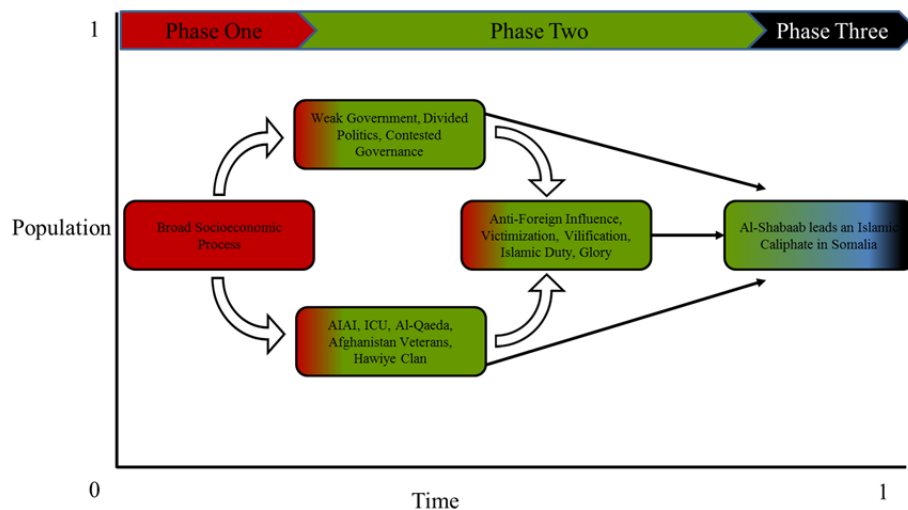 1
Phase One
Phase Two
Phase Three
Weak Government, Divided
Politics, Contested
Governance
Population
Broad Socioeconomic
Process
Anti-Foreign Influence,
Victimization, Vilification,
Islamic Duty, Glory
Al-Shabaab leads an Islamic
Caliphate in Somalia
AIAI, ICU, Al-Qaeda,
Afghanistan Veterans,
Hawiye Clan
0
Time
1